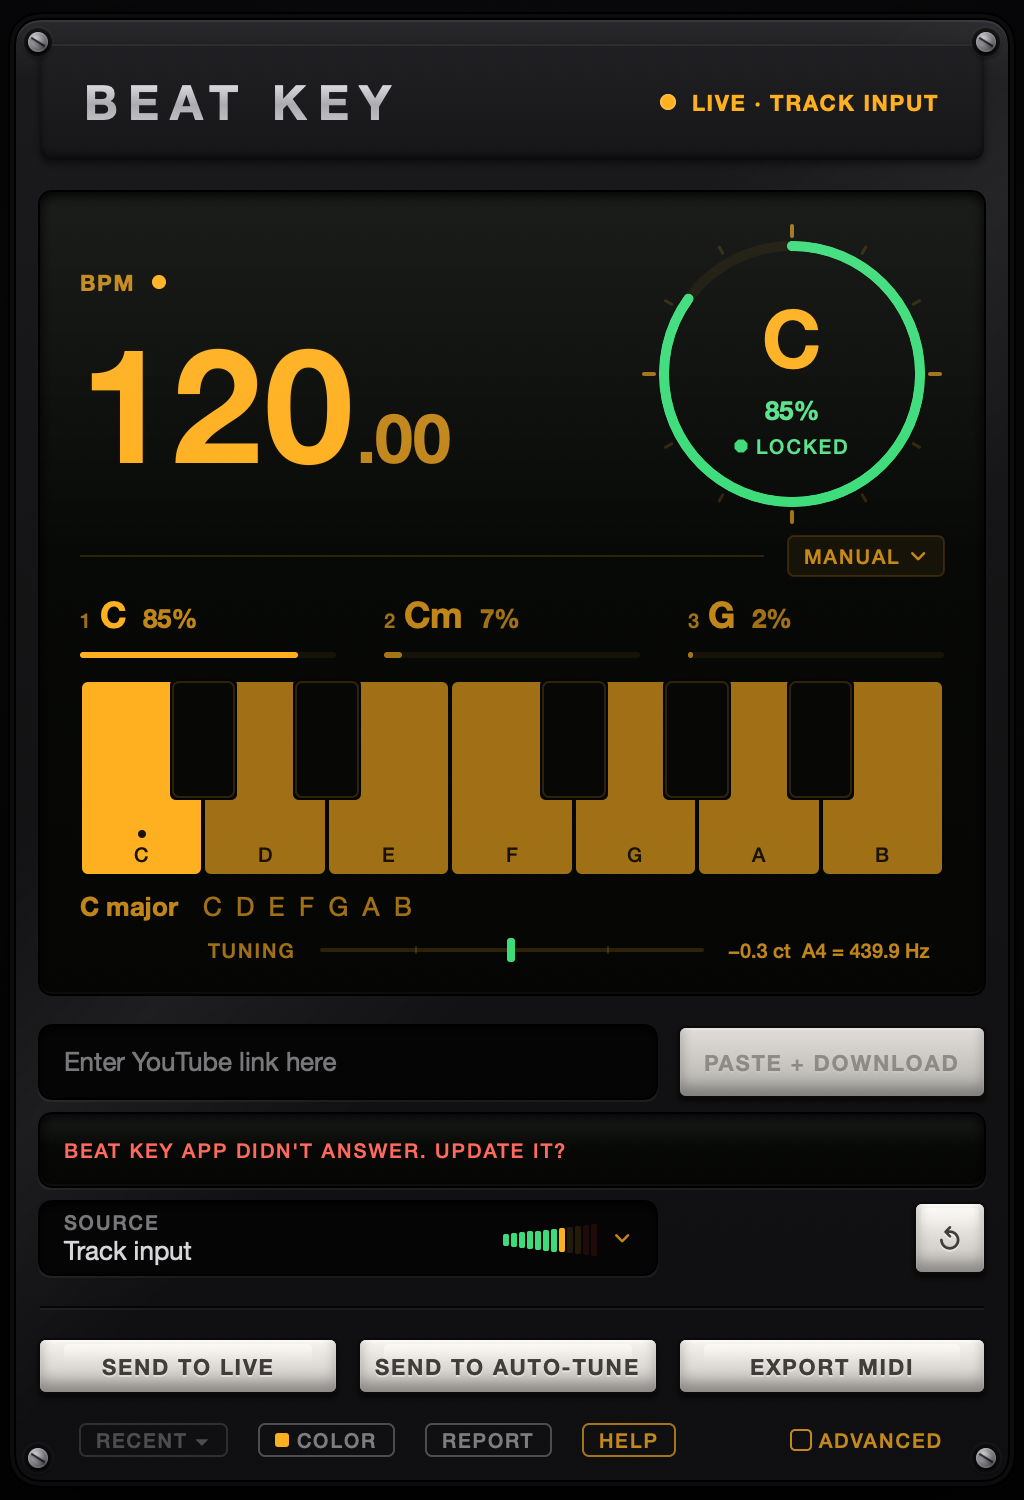 BEAT KEY
LIVE · TRACK INPUT
BPM
120.00
C
85%
LOCKED
MANUAL
1 C 85%
2 Cm 7%
3 G 2%
C D E F G A B
C major C D E F G A B
TUNING −0.3 ct A4 = 439.9 Hz
Enter YouTube link here
PASTE + DOWNLOAD
BEAT KEY APP DIDN'T ANSWER. UPDATE IT?
SOURCE
Track input
SEND TO LIVE
SEND TO AUTO-TUNE
EXPORT MIDI
RECENT
COLOR
REPORT
HELP
ADVANCED